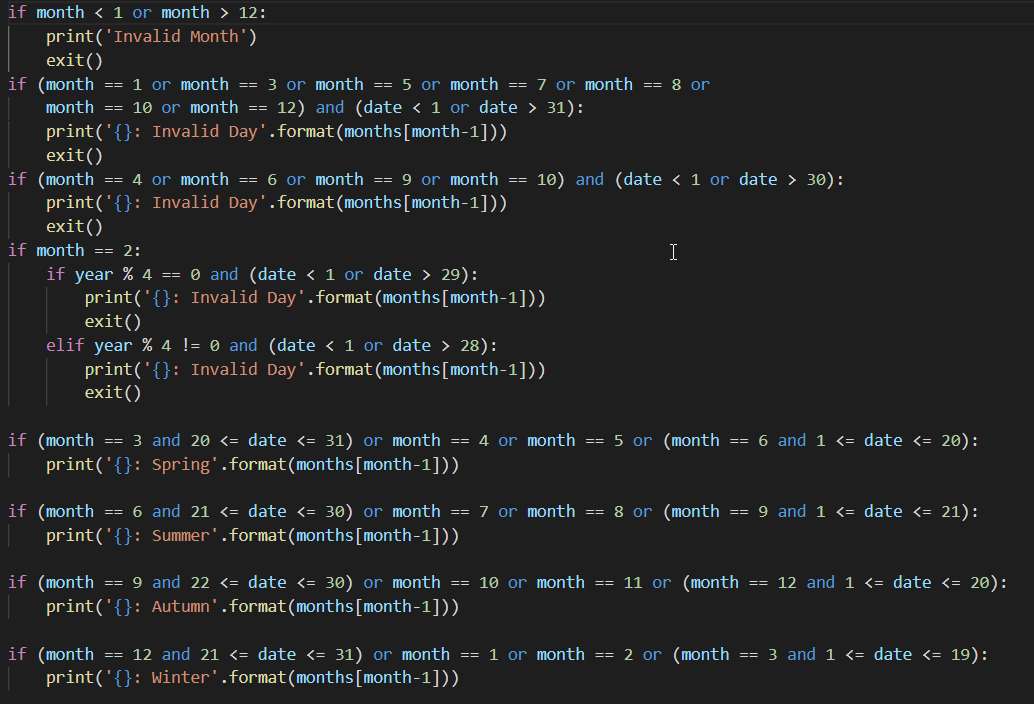 if month < 1 or month > 12:
    print('Invalid Month')
    exit()
if (month == 1 or month == 3 or month == 5 or month == 7 or month == 8 or
    month == 10 or month == 12) and (date < 1 or date > 31):
    print('{}: Invalid Day'.format(months[month-1]))
    exit()
if (month == 4 or month == 6 or month == 9 or month == 10) and (date < 1 or date > 30):
    print('{}: Invalid Day'.format(months[month-1]))
    exit()
if month == 2:
    if year % 4 == 0 and (date < 1 or date > 29):
        print('{}: Invalid Day'.format(months[month-1]))
        exit()
    elif year % 4 != 0 and (date < 1 or date > 28):
        print('{}: Invalid Day'.format(months[month-1]))
        exit()
if (month == 3 and 20 <= date <= 31) or month == 4 or month == 5 or (month == 6 and 1 <= date <= 20):
    print('{}: Spring'.format(months[month-1]))
if (month == 6 and 21 <= date <= 30) or month == 7 or month == 8 or (month == 9 and 1 <= date <= 21):
    print('{}: Summer'.format(months[month-1]))
if (month == 9 and 22 <= date <= 30) or month == 10 or month == 11 or (month == 12 and 1 <= date <= 20):
    print('{}: Autumn'.format(months[month-1]))
if (month == 12 and 21 <= date <= 31) or month == 1 or month == 2 or (month == 3 and 1 <= date <= 19):
    print('{}: Winter'.format(months[month-1]))